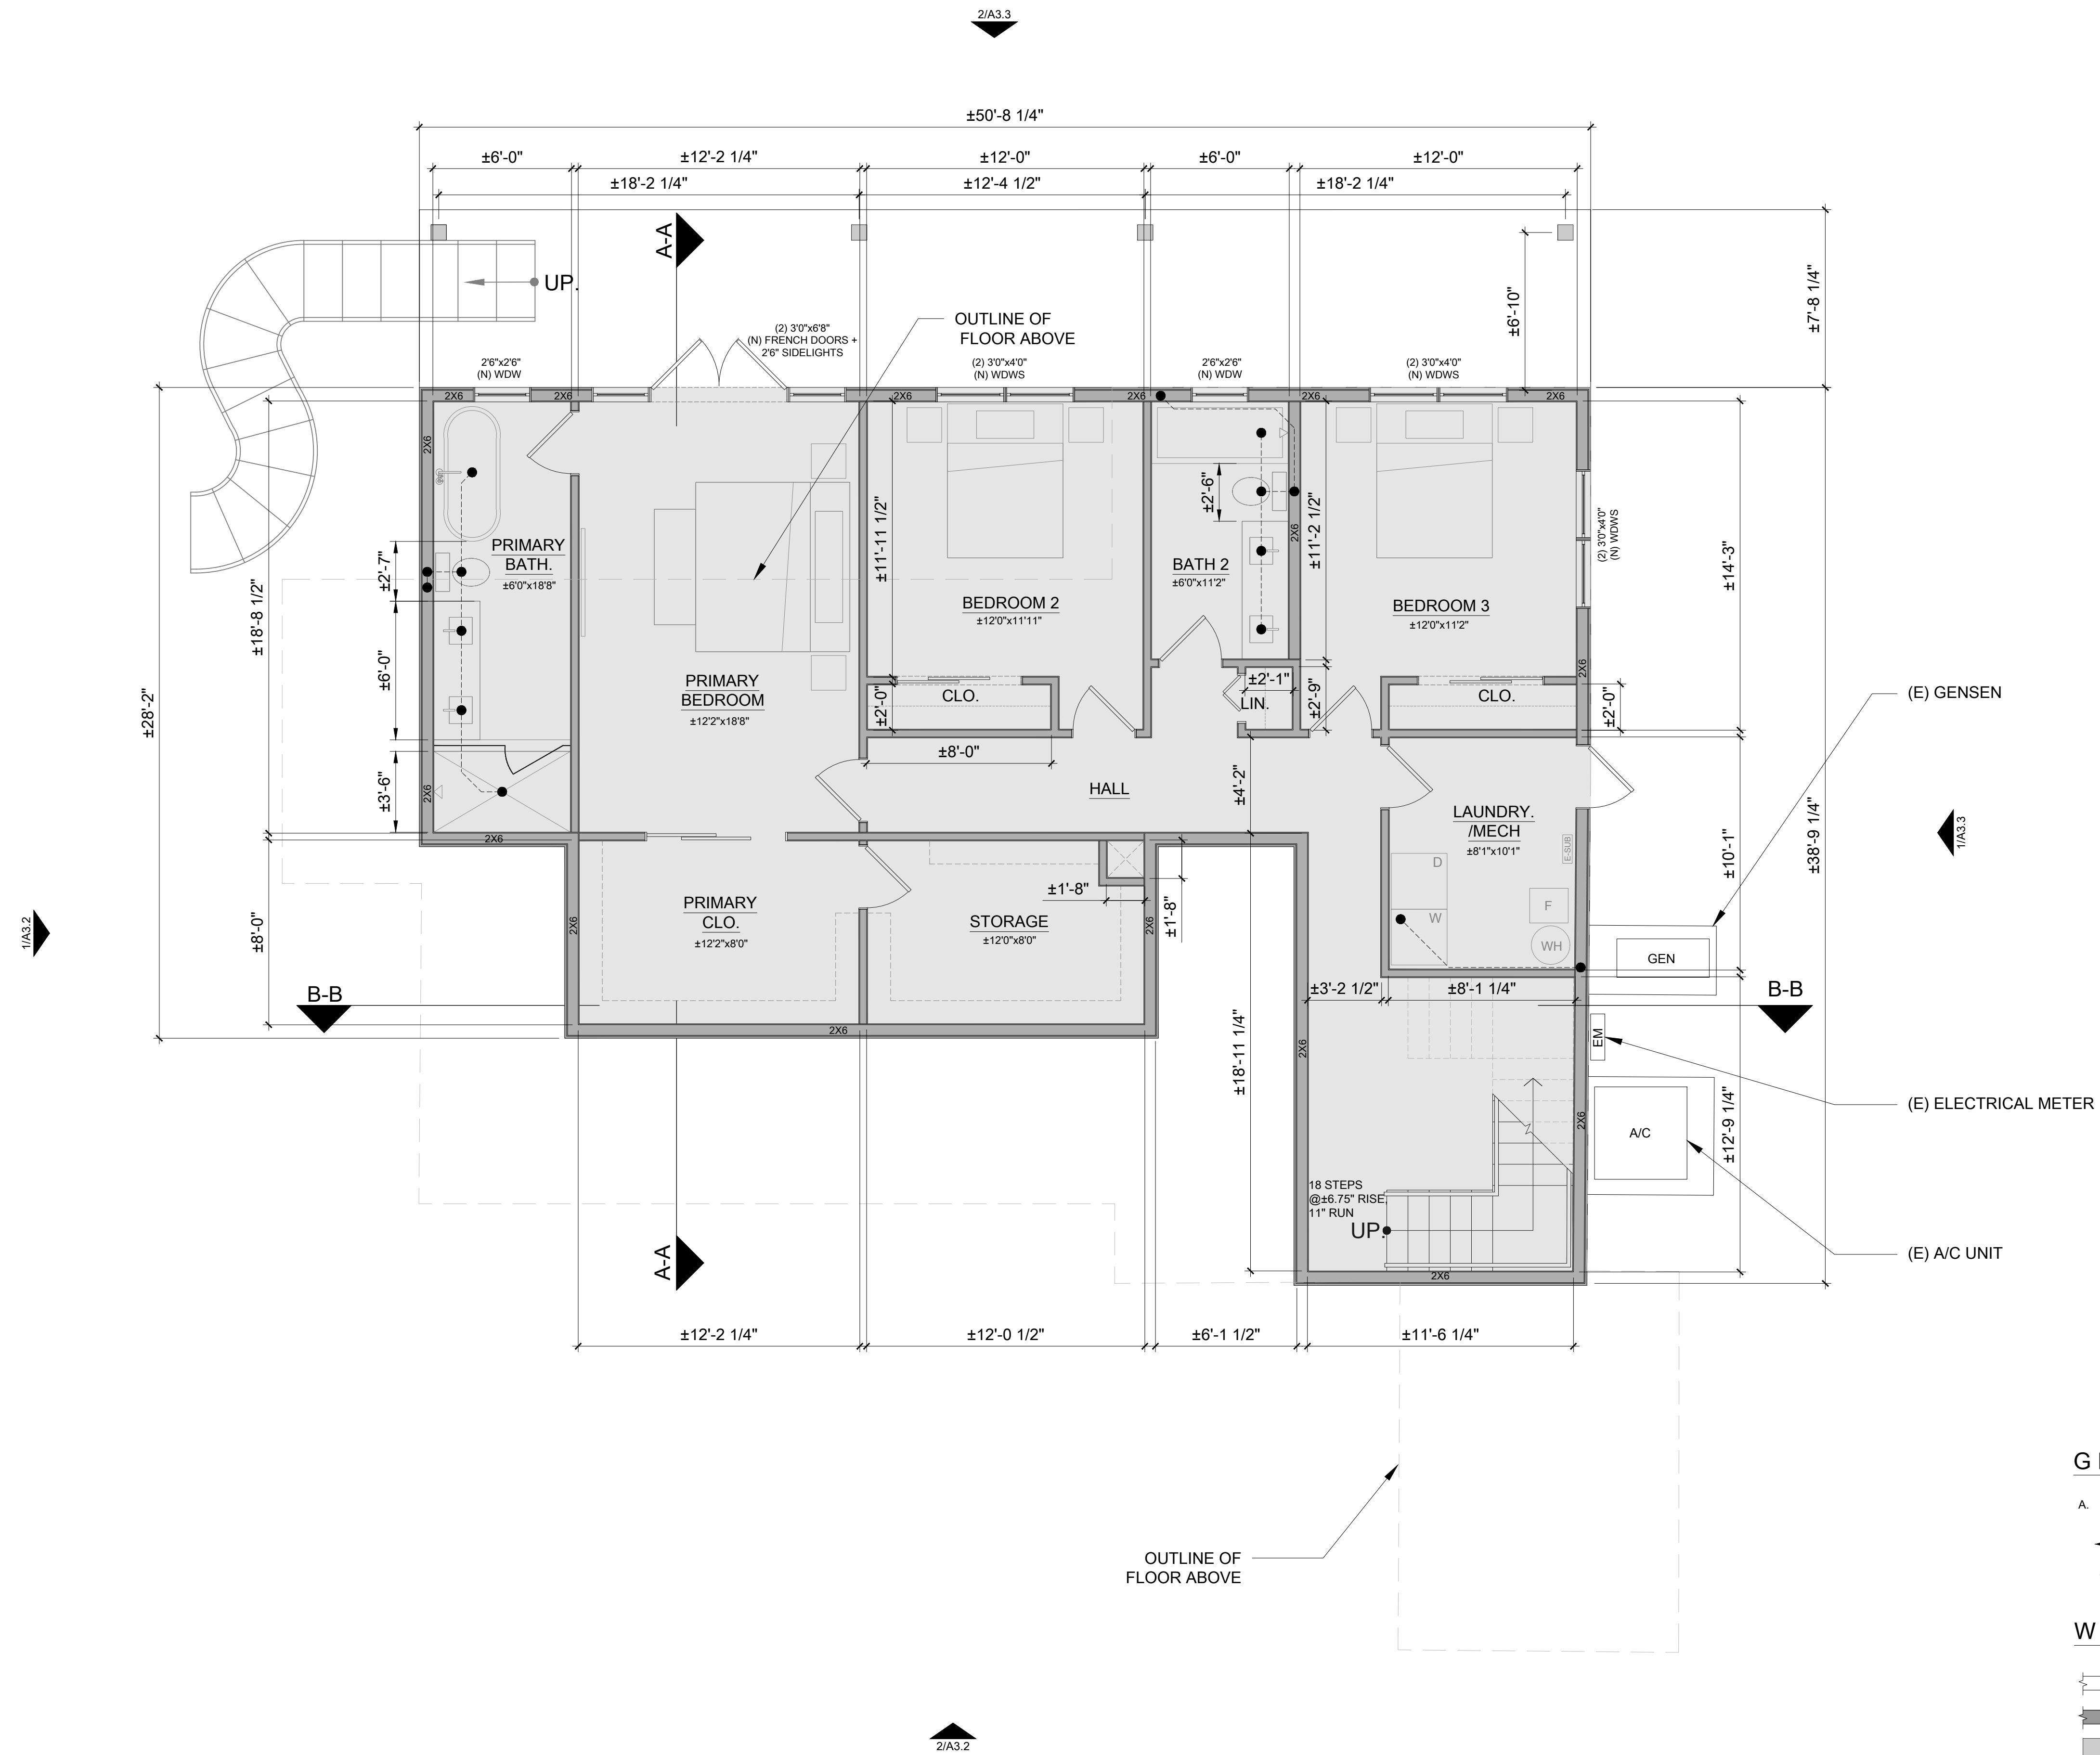 2/A3.3
±50'-8 1/4"
±6'-0"
±12'-2 1/4"
±12'-0"
±6'-0"
±12'-0"
±18'-2 1/4"
±12'-4 1/2"
±18'-2 1/4"
A-A
UP.
±6'-10"
±7'-8 1/4"
OUTLINE OF
FLOOR ABOVE
(2) 3'0"x6'8"
(N) FRENCH DOORS +
2'6" SIDELIGHTS
2'6"x2'6"
(N) WDW
(2) 3'0"x4'0"
(N) WDWS
2'6"x2'6"
(N) WDW
(2) 3'0"x4'0"
(N) WDWS
2X6
2X6
2X6
2X6
2X6
2X6
2X6
±2'-6"
±11'-11 1/2"
±11'-2 1/2"
2X6
(2) 3'0"x4'0"
(N) WDWS
±14'-3"
PRIMARY
BATH.
±6'0"x18'8"
±2'-7"
±18'-8 1/2"
BATH 2
±6'0"x11'2"
BEDROOM 2
±12'0"x11'11"
BEDROOM 3
±12'0"x11'2"
±6'-0"
±28'-2"
PRIMARY
BEDROOM
±12'2"x18'8"
2X6
CLO.
±2'-0"
±2'-1"
LIN.
±2'-9"
CLO.
±2'-0"
(E) GENSEN
±8'-0"
HALL
±4'-2"
±3'-6"
2X6
2X6
LAUNDRY.
/MECH
±8'1"x10'1"
E-SUB
D
W
F
WH
±10'-1"
±38'-9 1/4"
1/A3.3
PRIMARY
CLO.
±12'2"x8'0"
STORAGE
±12'0"x8'0"
±1'-8"
±1'-8"
2X6
2X6
±8'-0"
1/A3.2
GEN
B-B
±3'-2 1/2"
±8'-1 1/4"
B-B
2X6
EM
2X6
±18'-11 1/4"
(E) ELECTRICAL METER
2X6
A/C
±12'-9 1/4"
18 STEPS
@±6.75" RISE,
11" RUN
UP.
A-A
(E) A/C UNIT
2X6
±12'-2 1/4"
±12'-0 1/2"
±6'-1 1/2"
±11'-6 1/4"
G
A.
OUTLINE OF
FLOOR ABOVE
W
2/A3.2